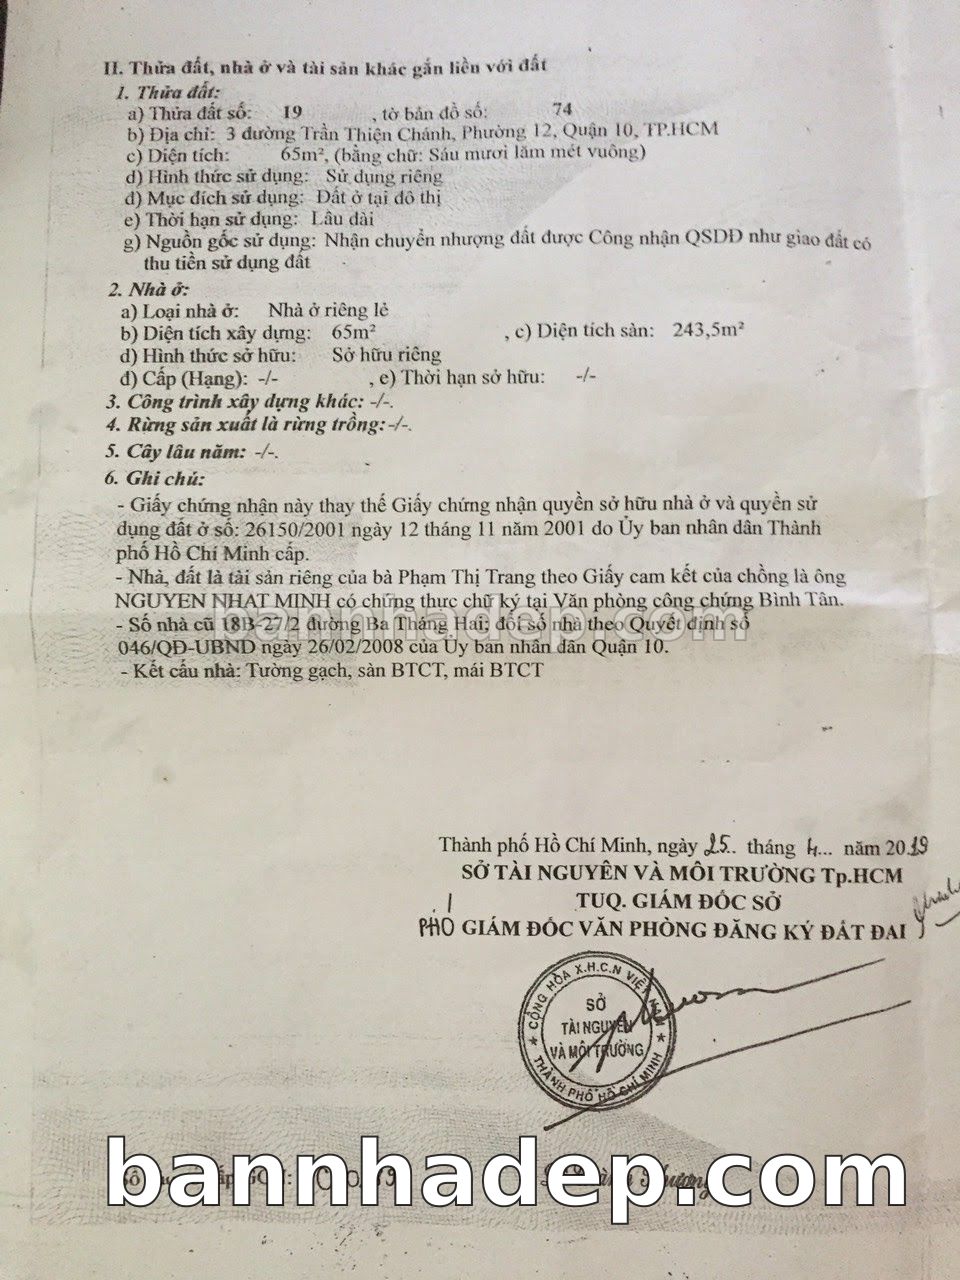 II. Thửa đất, nhà ở và tài sản khác gắn liền với đất
1. Thửa đất:
a) Thửa đất số: 19 , tờ bản đồ số: 74
b) Địa chỉ: 3 đường Trần Thiện Chánh, Phường 12, Quận 10, TP.HCM
c) Diện tích: 65m², (bằng chữ: Sáu mươi lăm mét vuông)
d) Hình thức sử dụng: Sử dụng riêng
đ) Mục đích sử dụng: Đất ở tại đô thị
e) Thời hạn sử dụng: Lâu dài
g) Nguồn gốc sử dụng: Nhận chuyển nhượng đất được Công nhận QSDĐ như giao đất có
thu tiền sử dụng đất
2. Nhà ở:
a) Loại nhà ở: Nhà ở riêng lẻ
b) Diện tích xây dựng: 65m² , c) Diện tích sàn: 243,5m²
d) Hình thức sở hữu: Sở hữu riêng
đ) Cấp (Hạng): -/- , e) Thời hạn sở hữu: -/-
3. Công trình xây dựng khác: -/-.
4. Rừng sản xuất là rừng trồng: -/-.
5. Cây lâu năm: -/-.
6. Ghi chú:
- Giấy chứng nhận này thay thế Giấy chứng nhận quyền sở hữu nhà ở và quyền sử
dụng đất ở số: 26150/2001 ngày 12 tháng 11 năm 2001 do Ủy ban nhân dân Thành
phố Hồ Chí Minh cấp.
- Nhà, đất là tài sản riêng của bà Phạm Thị Trang theo Giấy cam kết của chồng là ông
NGUYEN NHAT MINH có chứng thực chữ ký tại Văn phòng công chứng Bình Tân.
bannhadep.com
- Số nhà cũ 18B-27/2 đường Ba Tháng Hai; đổi số nhà theo Quyết định số
046/QĐ-UBND ngày 26/02/2008 của Ủy ban nhân dân Quận 10.
- Kết cấu nhà: Tường gạch, sàn BTCT, mái BTCT
Thành phố Hồ Chí Minh, ngày 25 tháng 4 năm 2019
SỞ TÀI NGUYÊN VÀ MÔI TRƯỜNG Tp.HCM
TUQ. GIÁM ĐỐC SỞ
PHÓ GIÁM ĐỐC VĂN PHÒNG ĐĂNG KÝ ĐẤT ĐAI
CỘNG HÒA X.H.C.N VIỆT NAM
SỞ
TÀI NGUYÊN
VÀ MÔI TRƯỜNG
THÀNH PHỐ HỒ CHÍ MINH
bannhadep.com